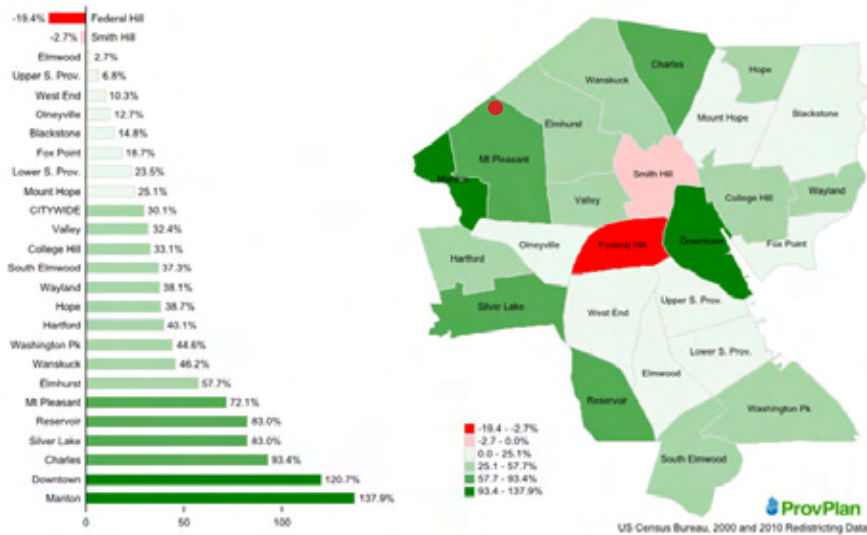 -19.4% Federal Hill
-2.7% Smith Hill
Elmwood 2.7%
Upper S. Prov. 6.8%
West End 10.3%
Olneyville 12.7%
Blackstone 14.8%
Fox Point 18.7%
Lower S. Prov. 23.5%
Mount Hope 25.1%
CITYWIDE 30.1%
Valley 32.4%
College Hill 33.1%
South Elmwood 37.3%
Wayland 38.1%
Hope 38.7%
Hartford 40.1%
Washington Pk 44.6%
Wanskuck 46.2%
Elmhurst 57.7%
Mt Pleasant 72.1%
Reservoir 83.0%
Silver Lake 83.0%
Charles 93.4%
Downtown 120.7%
Manton 137.9%
0 50 100
Charles
Hope
Wanskuck
Blackstone
Mount Hope
Elmhurst
Mt Pleasant
Smith Hill
Manton
Wayland
College Hill
Valley
Olneyville
Federal Hill
Downtown
Fox Point
Hartford
Upper S. Prov.
Silver Lake
West End
Lower S. Prov.
Elmwood
Reservoir
Washington Pk
South Elmwood
-19.4 - -2.7%
-2.7 - 0.0%
0.0 - 25.1%
25.1 - 57.7%
57.7 - 93.4%
93.4 - 137.9%
ProvPlan
US Census Bureau, 2000 and 2010 Redistricting Data